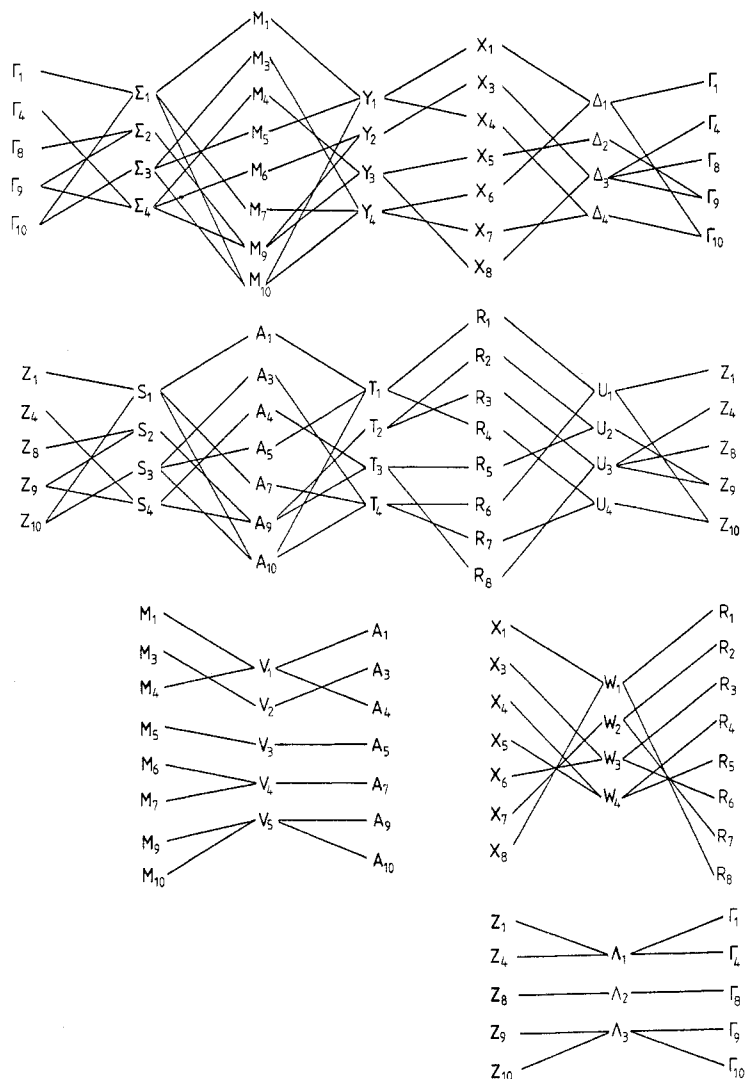 Γ₁
Γ₄
Γ₈
Γ₉
Γ₁₀
Σ₁
Σ₂
Σ₃
Σ₄
M₁
M₃
M₄
M₅
M₆
M₇
M₉
M₁₀
Y₁
Y₂
Y₃
Y₄
X₁
X₃
X₄
X₅
X₆
X₇
X₈
Δ₁
Δ₂
Δ₃
Δ₄
Γ₁
Γ₄
Γ₈
Γ₉
Γ₁₀
Z₁
Z₄
Z₈
Z₉
Z₁₀
S₁
S₂
S₃
S₄
A₁
A₃
A₄
A₅
A₇
A₉
A₁₀
T₁
T₂
T₃
T₄
R₁
R₂
R₃
R₄
R₅
R₆
R₇
R₈
U₁
U₂
U₃
U₄
Z₁
Z₄
Z₈
Z₉
Z₁₀
M₁
M₃
M₄
M₅
M₆
M₇
M₉
M₁₀
V₁
V₂
V₃
V₄
V₅
A₁
A₃
A₄
A₅
A₇
A₉
A₁₀
X₁
X₃
X₄
X₅
X₆
X₇
X₈
W₁
W₂
W₃
W₄
R₁
R₂
R₃
R₄
R₅
R₆
R₇
R₈
Z₁
Z₄
Z₈
Z₉
Z₁₀
Λ₁
Λ₂
Λ₃
Γ₁
Γ₄
Γ₈
Γ₉
Γ₁₀